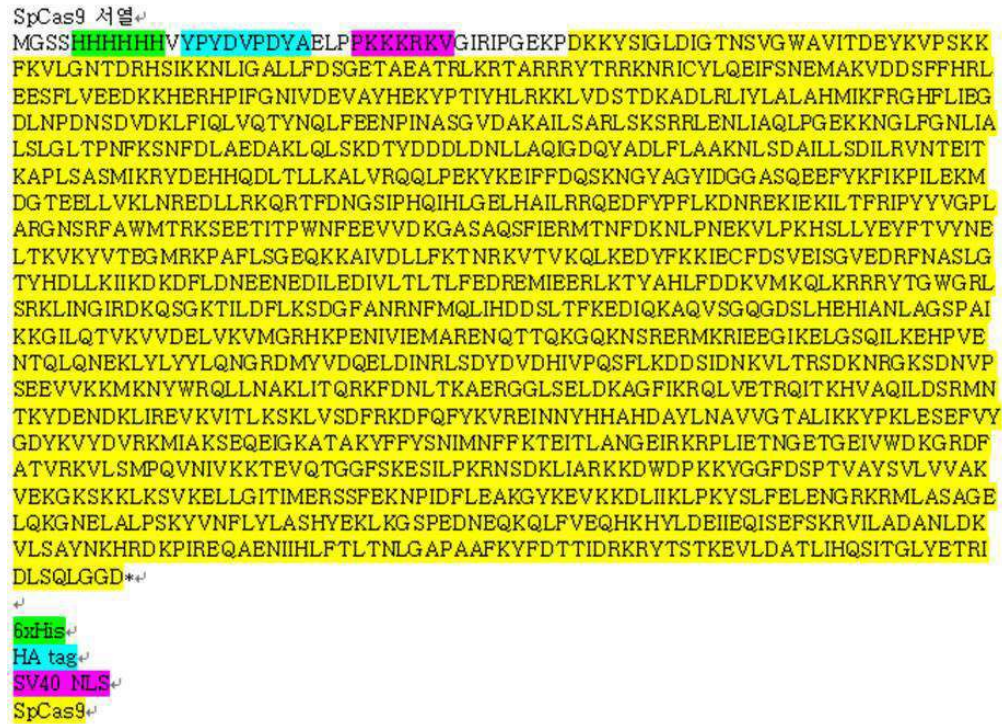 SpCas9 서열
MGSSHHHHHHVYPYDVPDYAELPPKKKRKVGIRIPGEKPDKKYSIGLDIGTNSVGWAVITDEYKVPSKK
FKVLGNTDRHSIKKNLIGALLFDSGETAEATRLKRTARRRYTRRKNRICYLQEIFSNEMAKVDDSFFHRL
EESFLVEEDKKHERHPIFGNIVDEVAYHEKYPTIYHLRKKLVDSTDKADLRLIYLALAHMIKFRGHFLIEG
DLNPDNSDVDKLFIQLVQTYNQLFEENPINASGVDAKAILSARLSKSRRLENLIAQLPGEKKNGLFGNLIA
LSLGLTPNFKSNFDLAEDAKLQLSKDTYDDDLDNLLAQIGDQYADLFLAAKNLSDAILLSDILRVNTEIT
KAPLSASMIKRYDEHHQDLTLLKALVRQQLPEKYKEIFFDQSKNGYAGYIDGGASQEEFYKFIKPILEKM
DGTEELLVKLNREDLLRKQRTFDNGSIPHQIHLGELHAILRRQEDFYPFLKDNREKIEKILTFRIPYYVGPL
ARGNSRFAWMTRKSEETITPWNFEEVVDKGASAQSFIERMTNFDKNLPNEKVLPKHSLLYEYFTVYNE
LTKVKYVTEGMRKPAFLSGEQKKAIVDLLFKTNRKVTVKQLKEDYFKKIECFDSVEISGVEDRFNASLG
TYHDLLKIIKDKDFLDNEENEDILEDIVLTLTLFEDREMIEERLKTYAHLFDDKVMKQLKRRRYTGWGRL
SRKLINGIRDKQSGKTILDFLKSDGFANRNFMQLIHDDSLTFKEDIQKAQVSGQGDSLHEHIANLAGSPAI
KKGILQTVKVVDELVKVMGRHKPENIVIEMARENQTTQKGQKNSRERMKRIEEGIKELGSQILKEHPVE
NTQLQNEKLYLYYLQNGRDMYVDQELDINRLSDYDVDHIVPQSFLKDDSIDNKVLTRSDKNRGKSDNVP
SEEVVKKMKNYWRQLLNAKLITQRKFDNLTKAERGGLSELDKAGFIKRQLVETRQITKHVAQILDSRMN
TKYDENDKLIREVKVITLKSKLVSDFRKDFQFYKVREINNYHHAHDAYLNAVVGTALIKKYPKLESEFVY
GDYKVYDVRKMIAKSEQEIGKATAKYFFYSNIMNFFKTEITLANGEIRKRPLIETNGETGEIVWDKGRDF
ATVRKVLSMPQVNIVKKTEVQTGGFSKESILPKRNSDKLIARKKDWDPKKYGGFDSPTVAYSVLVVAK
VEKGKSKKLKSVKELLGITIMERSSFEKNPIDFLEAKGYKEVKKDLIIKLPKYSLFELENGRKRMLASAGE
LQKGNELALPSKYVNFLYLASHYEKLKGSPEDNEQKQLFVEQHKHYLDEIIEQISEFSKRVILADANLDK
VLSAYNKHRDKPIREQAENIIHLFTLTNLGAPAAFKYFDTTIDRKRYTSTKEVLDATLIHQSITGLYETRI
DLSQLGGD*
6xHis
HA tag
SV40 NLS
SpCas9